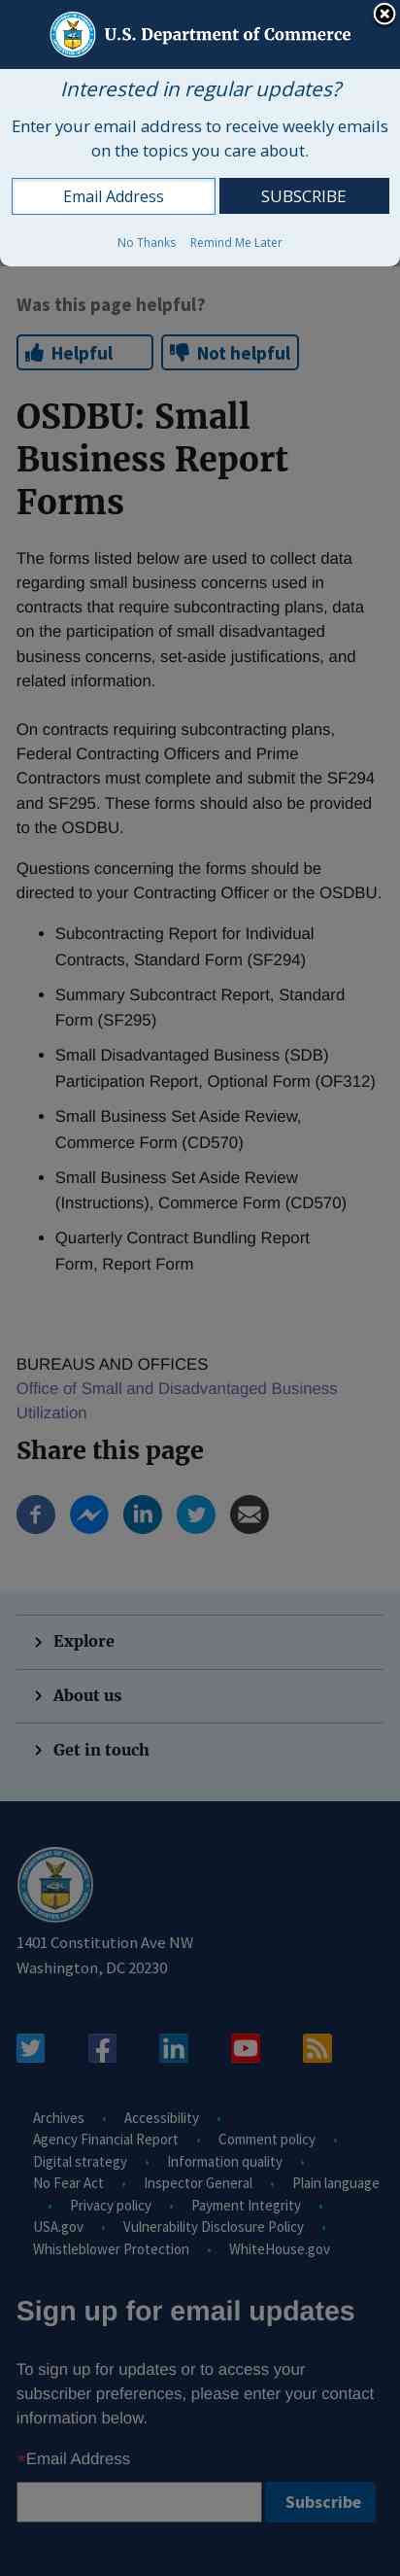 U.S. Department of Commerce
Interested in regular updates?
Enter your email address to receive weekly emails
on the topics you care about.
Email Address SUBSCRIBE
No Thanks Remind Me Later
Was this page helpful?
Helpful Not helpful
OSDBU: Small
Business Report
Forms
The forms listed below are used to collect data
regarding small business concerns used in
contracts that require subcontracting plans, data
on the participation of small disadvantaged
business concerns, set-aside justifications, and
related information.
On contracts requiring subcontracting plans,
Federal Contracting Officers and Prime
Contractors must complete and submit the SF294
and SF295. These forms should also be provided
to the OSDBU.
Questions concerning the forms should be
directed to your Contracting Officer or the OSDBU.
• Subcontracting Report for Individual
Contracts, Standard Form (SF294)
• Summary Subcontract Report, Standard
Form (SF295)
• Small Disadvantaged Business (SDB)
Participation Report, Optional Form (OF312)
• Small Business Set Aside Review,
Commerce Form (CD570)
• Small Business Set Aside Review
(Instructions), Commerce Form (CD570)
• Quarterly Contract Bundling Report
Form, Report Form
BUREAUS AND OFFICES
Office of Small and Disadvantaged Business
Utilization
Share this page
Explore
About us
Get in touch
1401 Constitution Ave NW
Washington, DC 20230
Archives • Accessibility •
Agency Financial Report • Comment policy •
Digital strategy • Information quality •
No Fear Act • Inspector General • Plain language
• Privacy policy • Payment Integrity •
USA.gov • Vulnerability Disclosure Policy •
Whistleblower Protection • WhiteHouse.gov
Sign up for email updates
To sign up for updates or to access your
subscriber preferences, please enter your contact
information below.
*Email Address
Subscribe